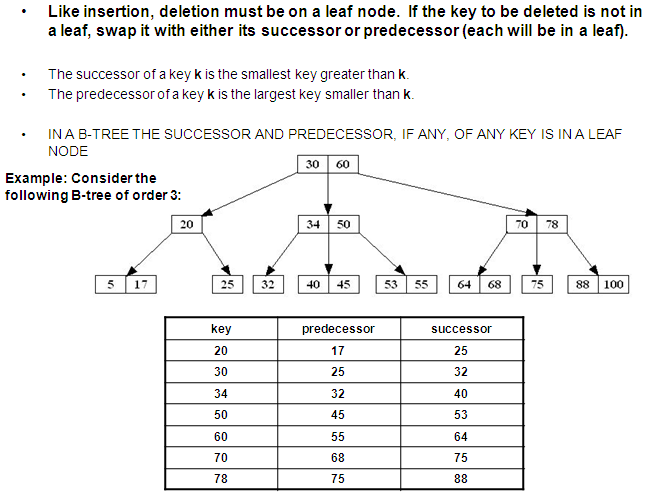 • Like insertion, deletion must be on a leaf node. If the key to be deleted is not in
a leaf, swap it with either its successor or predecessor (each will be in a leaf).
• The successor of a key k is the smallest key greater than k.
• The predecessor of a key k is the largest key smaller than k.
• IN A B-TREE THE SUCCESSOR AND PREDECESSOR, IF ANY, OF ANY KEY IS IN A LEAF
NODE
Example: Consider the
following B-tree of order 3:
30 60
20 34 50 70 78
5 17 25 32 40 45 53 55 64 68 75 88 100
key predecessor successor
20 17 25
30 25 32
34 32 40
50 45 53
60 55 64
70 68 75
78 75 88